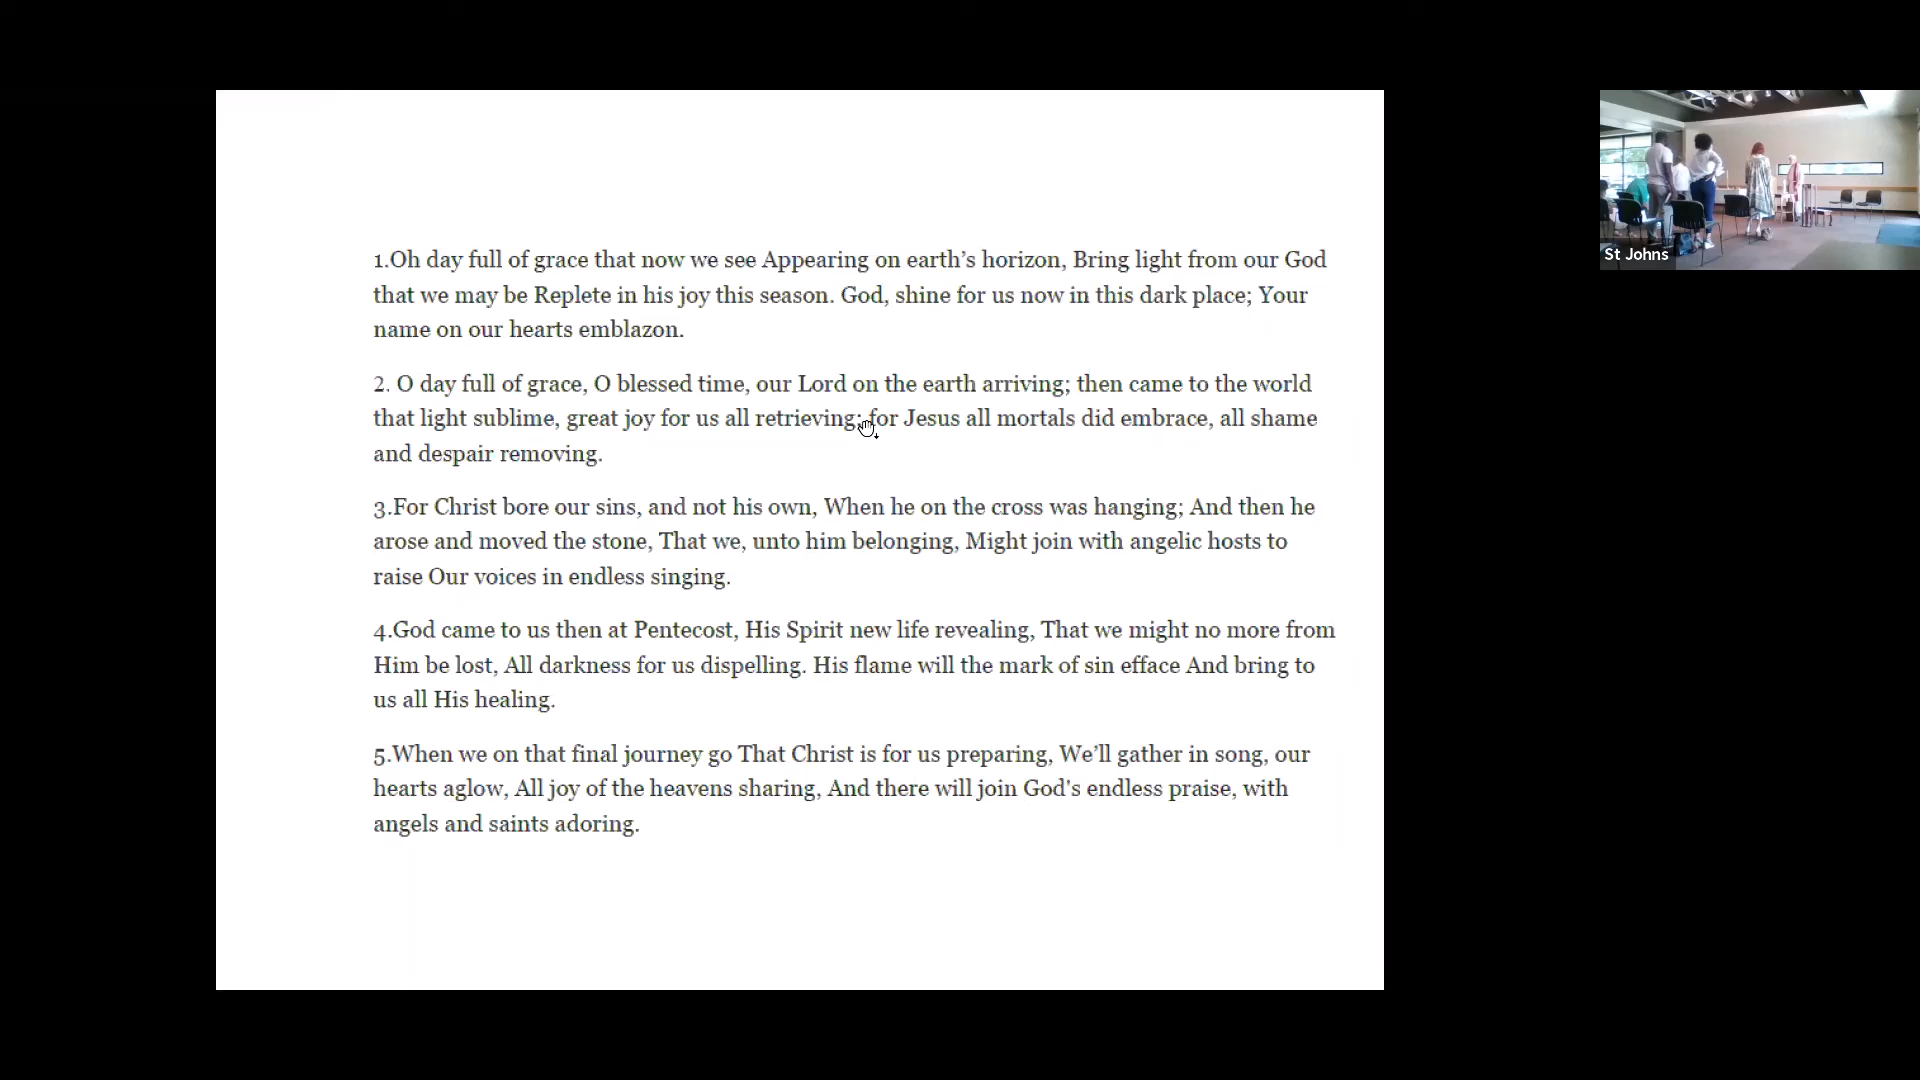 1.Oh day full of grace that now we see Appearing on earth’s horizon, Bring light from our God
that we may be Replete in his joy this season. God, shine for us now in this dark place; Your
name on our hearts emblazon.
2. O day full of grace, O blessed time, our Lord on the earth arriving; then came to the world
that light sublime, great joy for us all retrieving; for Jesus all mortals did embrace, all shame
and despair removing.
3.For Christ bore our sins, and not his own, When he on the cross was hanging; And then he
arose and moved the stone, That we, unto him belonging, Might join with angelic hosts to
raise Our voices in endless singing.
4.God came to us then at Pentecost, His Spirit new life revealing, That we might no more from
Him be lost, All darkness for us dispelling. His flame will the mark of sin efface And bring to
us all His healing.
5.When we on that final journey go That Christ is for us preparing, We’ll gather in song, our
hearts aglow, All joy of the heavens sharing, And there will join God's endless praise, with
angels and saints adoring.
St Johns